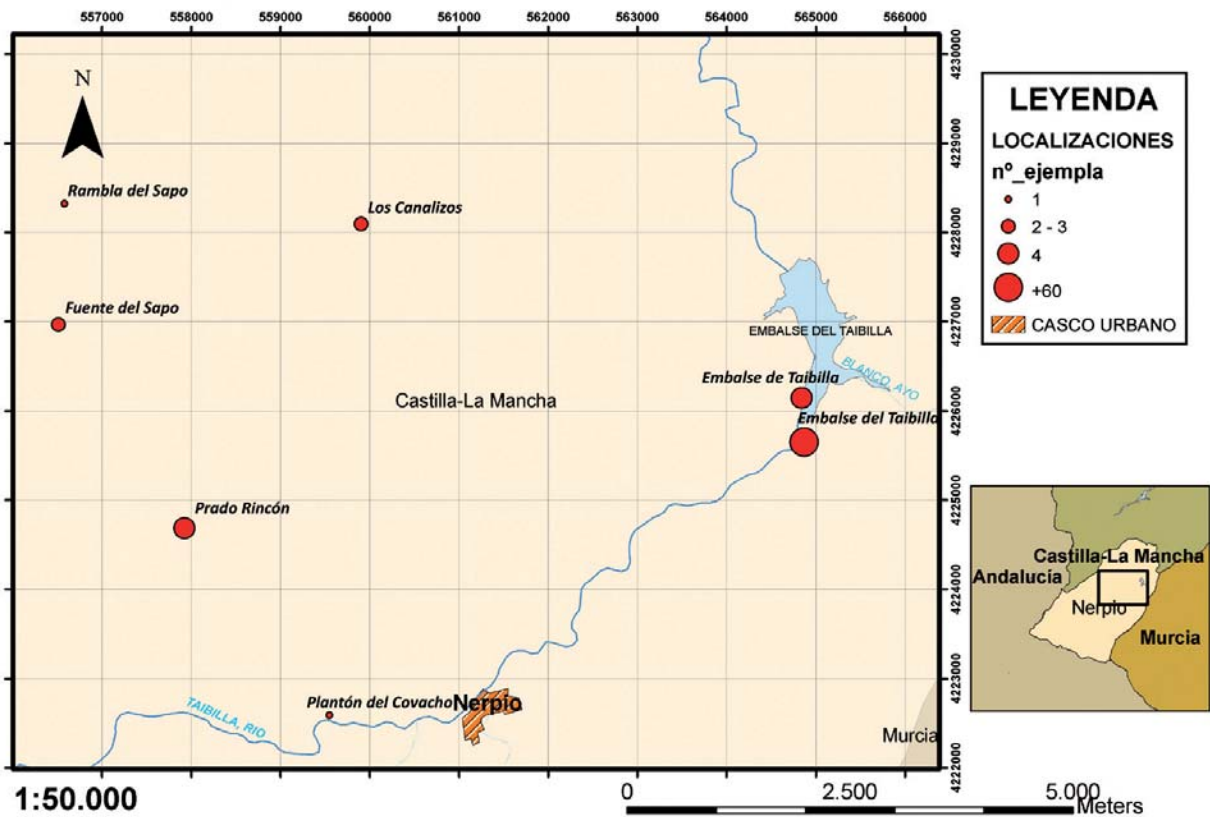 557000 558000 559000 560000 561000 562000 563000 564000 565000 566000
4230000
4229000
4228000
4227000
4226000
4225000
4224000
4223000
4222000
N
Rambla del Sapo
Los Canalizos
Fuente del Sapo
EMBALSE DEL TAIBILLA
BLANCO, AYO
Embalse de Taibilla
Castilla-La Mancha
Embalse del Taibilla
Prado Rincón
Plantón del Covacho
Nerpio
TAIBILLA, RIO
Murcia
1:50.000
0 2.500 5.000
Meters
LEYENDA
LOCALIZACIONES
nº_ejempla
1
2 - 3
4
+60
CASCO URBANO
Castilla-La Mancha
Andalucía
Nerpio
Murcia